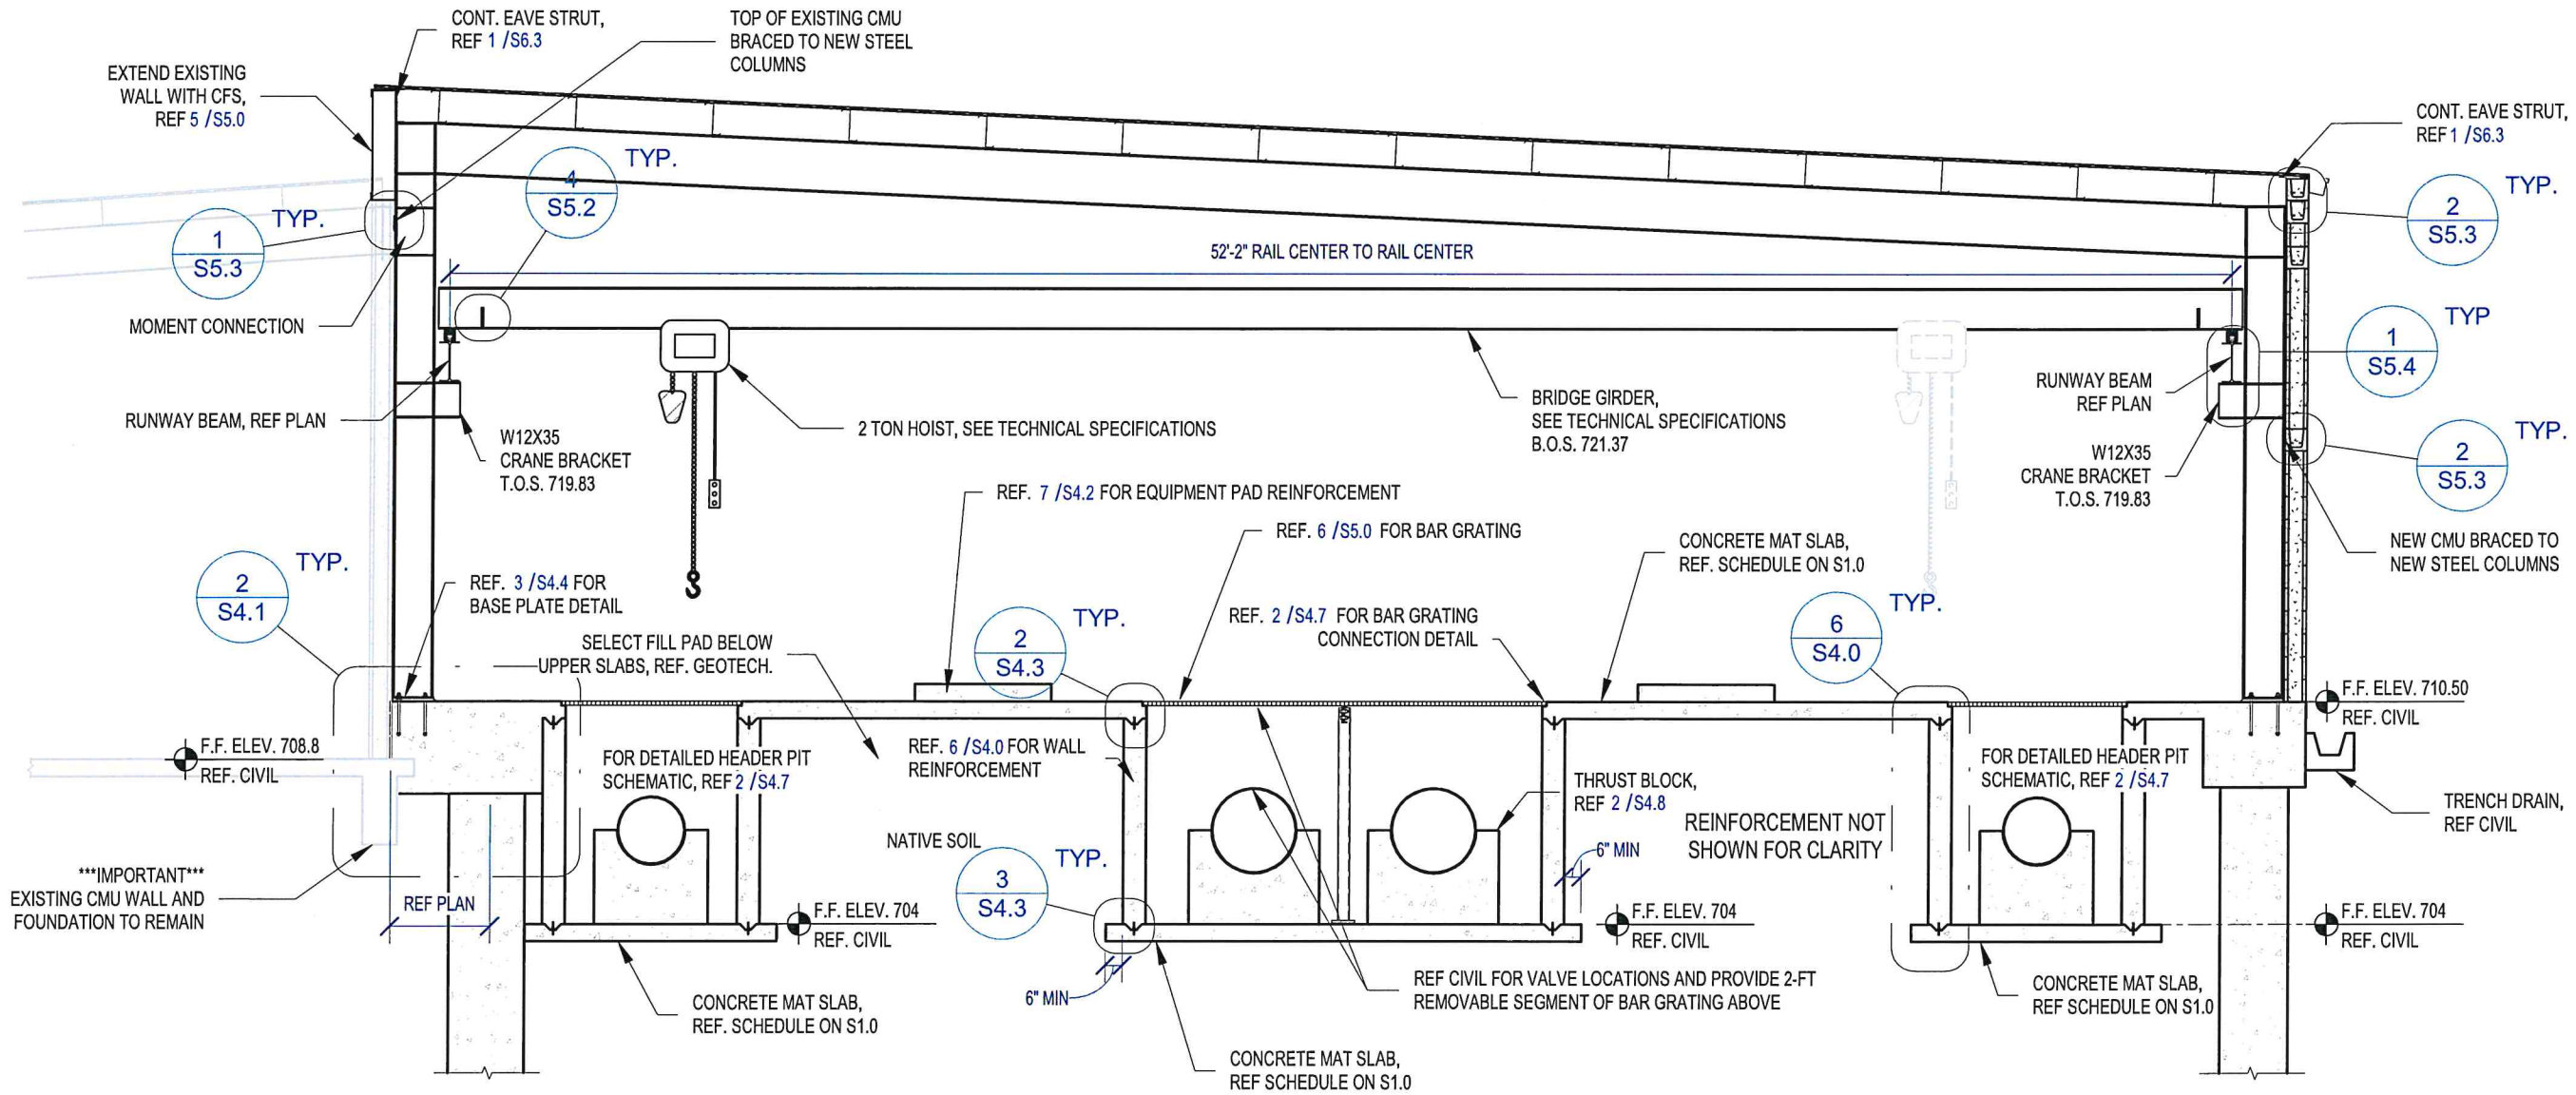 CONT. EAVE STRUT,
REF 1 /S6.3
TOP OF EXISTING CMU
BRACED TO NEW STEEL
COLUMNS
EXTEND EXISTING
WALL WITH CFS,
REF 5 /S5.0
CONT. EAVE STRUT,
REF 1 /S6.3
TYP.
4
S5.2
TYP.
1
S5.3
TYP.
2
S5.3
52'-2" RAIL CENTER TO RAIL CENTER
MOMENT CONNECTION
TYP
1
S5.4
RUNWAY BEAM
REF PLAN
RUNWAY BEAM, REF PLAN
BRIDGE GIRDER,
SEE TECHNICAL SPECIFICATIONS
B.O.S. 721.37
2 TON HOIST, SEE TECHNICAL SPECIFICATIONS
W12X35
CRANE BRACKET
T.O.S. 719.83
W12X35
CRANE BRACKET
T.O.S. 719.83
TYP.
2
S5.3
REF. 7 /S4.2 FOR EQUIPMENT PAD REINFORCEMENT
REF. 6 /S5.0 FOR BAR GRATING
CONCRETE MAT SLAB,
REF. SCHEDULE ON S1.0
NEW CMU BRACED TO
NEW STEEL COLUMNS
TYP.
2
S4.1
REF. 3 /S4.4 FOR
BASE PLATE DETAIL
SELECT FILL PAD BELOW
UPPER SLABS, REF. GEOTECH.
TYP.
2
S4.3
REF. 2 /S4.7 FOR BAR GRATING
CONNECTION DETAIL
TYP.
6
S4.0
F.F. ELEV. 710.50
REF. CIVIL
F.F. ELEV. 708.8
REF. CIVIL
FOR DETAILED HEADER PIT
SCHEMATIC, REF 2 /S4.7
REF. 6 /S4.0 FOR WALL
REINFORCEMENT
THRUST BLOCK,
REF 2 /S4.8
FOR DETAILED HEADER PIT
SCHEMATIC, REF 2 /S4.7
TRENCH DRAIN,
REF CIVIL
NATIVE SOIL
REINFORCEMENT NOT
SHOWN FOR CLARITY
6" MIN
***IMPORTANT***
EXISTING CMU WALL AND
FOUNDATION TO REMAIN
REF PLAN
TYP.
3
S4.3
F.F. ELEV. 704
REF. CIVIL
F.F. ELEV. 704
REF. CIVIL
F.F. ELEV. 704
REF. CIVIL
6" MIN
CONCRETE MAT SLAB,
REF. SCHEDULE ON S1.0
REF CIVIL FOR VALVE LOCATIONS AND PROVIDE 2-FT
REMOVABLE SEGMENT OF BAR GRATING ABOVE
CONCRETE MAT SLAB,
REF SCHEDULE ON S1.0
CONCRETE MAT SLAB,
REF SCHEDULE ON S1.0